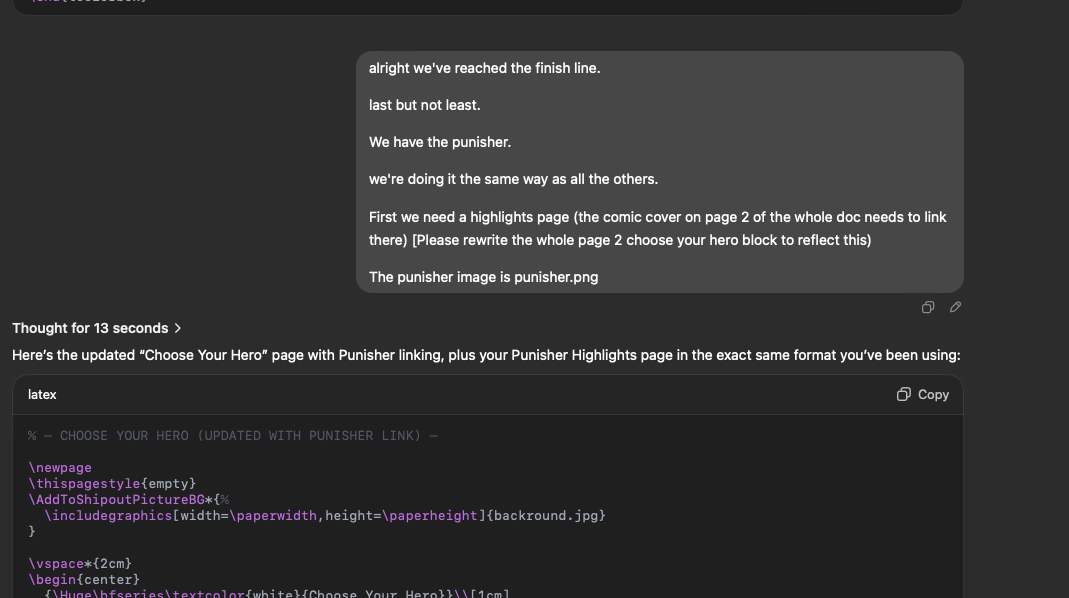 \end{tcolorbox}
alright we've reached the finish line.
last but not least.
We have the punisher.
we're doing it the same way as all the others.
First we need a highlights page (the comic cover on page 2 of the whole doc needs to link
there) [Please rewrite the whole page 2 choose your hero block to reflect this)
The punisher image is punisher.png
Thought for 13 seconds >
Here's the updated “Choose Your Hero” page with Punisher linking, plus your Punisher Highlights page in the exact same format you've been using:
latex
Copy
% — CHOOSE YOUR HERO (UPDATED WITH PUNISHER LINK) —
\newpage
\thispagestyle{empty}
\AddToShipoutPictureBG*{%
\includegraphics[width=\paperwidth,height=\paperheight]{backround.jpg}
}
\vspace*{2cm}
\begin{center}
{\Huge\bfseries\textcolor{white}{Choose Your Hero}}\\[1cm]